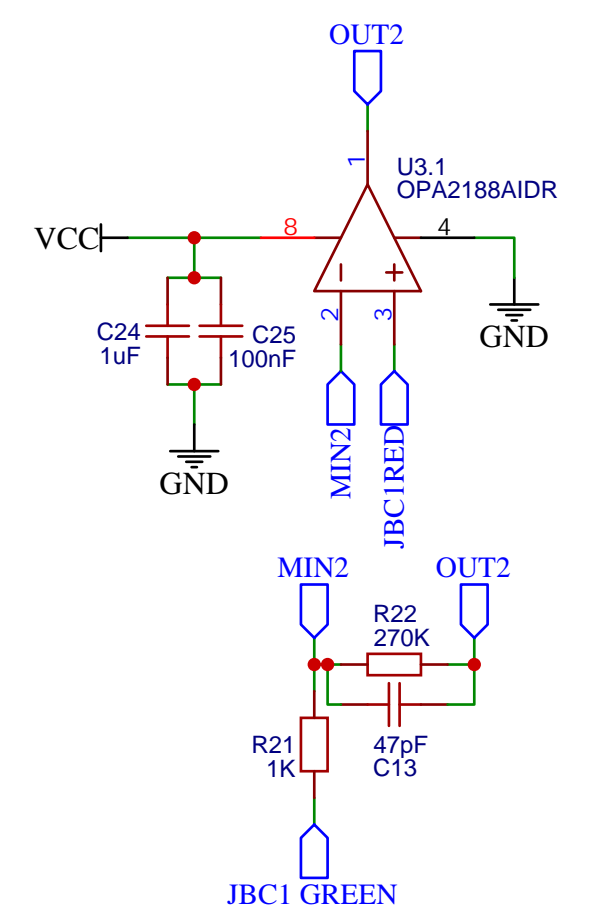 OUT2
1
U3.1
OPA2188AIDR
VCC
8
4
C24
1uF
C25
100nF
2
3
GND
GND
MIN2
JBC1RED
MIN2
OUT2
R22
270K
R21
1K
47pF
C13
JBC1 GREEN